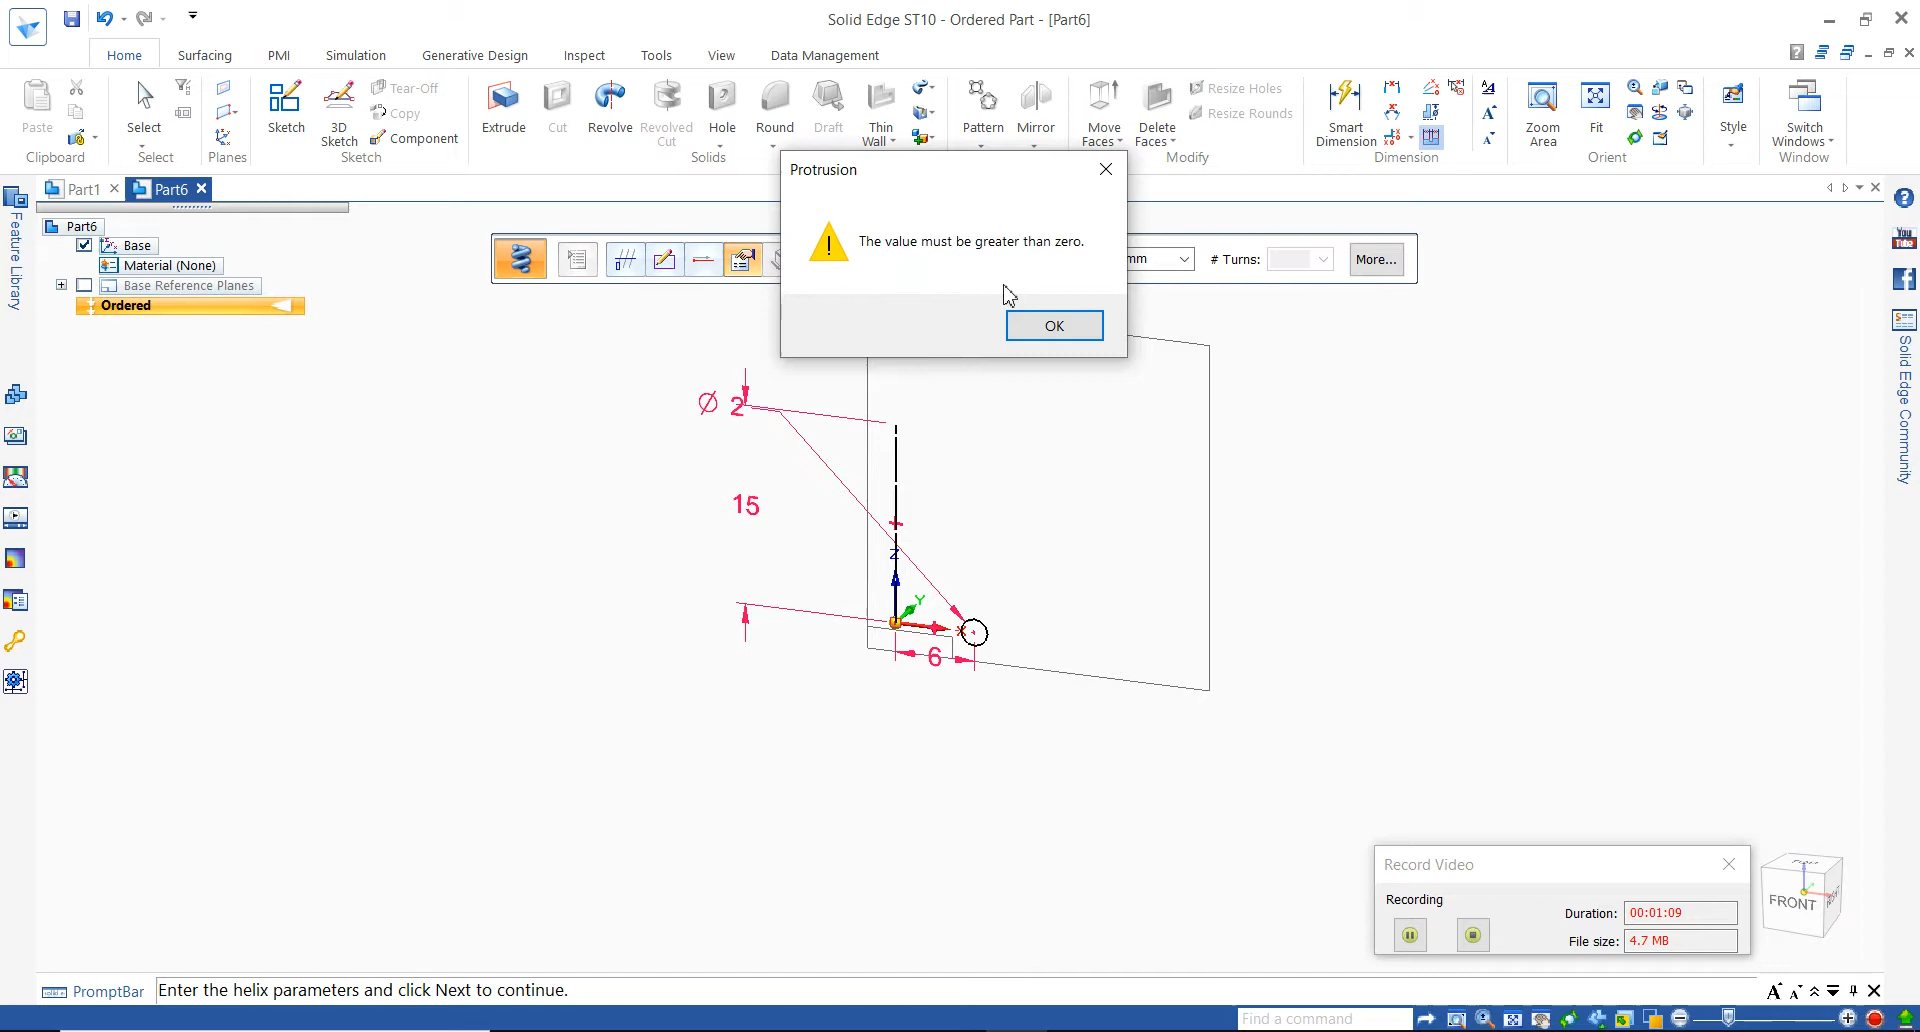 Solid Edge ST10 - Ordered Part - [Part6]
Home
Surfacing
PMI
Simulation
Generative Design
Inspect
Tools
View
Data Management
Paste
Clipboard
Select
Select
Planes
Sketch
3D
Sketch
Tear-Off
Copy
Component
Sketch
Extrude
Cut
Revolve
Revolved
Cut
Hole
Round
Draft
Thin
Wall
Solids
Pattern
Mirror
Move
Faces
Delete
Faces
Resize Holes
Resize Rounds
Modify
Smart
Dimension
Dimension
Zoom
Area
Fit
Orient
Style
Switch
Windows
Window
Part1
Part6
Part6
Base
Material (None)
Base Reference Planes
Ordered
Feature Library
Protrusion
The value must be greater than zero.
OK
mm
# Turns:
More...
You
Tube
Solid Edge Community
Ø 2
15
Z
Y
X
6
Record Video
Recording
Duration:
00:01:09
File size:
4.7 MB
FRONT
PromptBar
Enter the helix parameters and click Next to continue.
Find a command